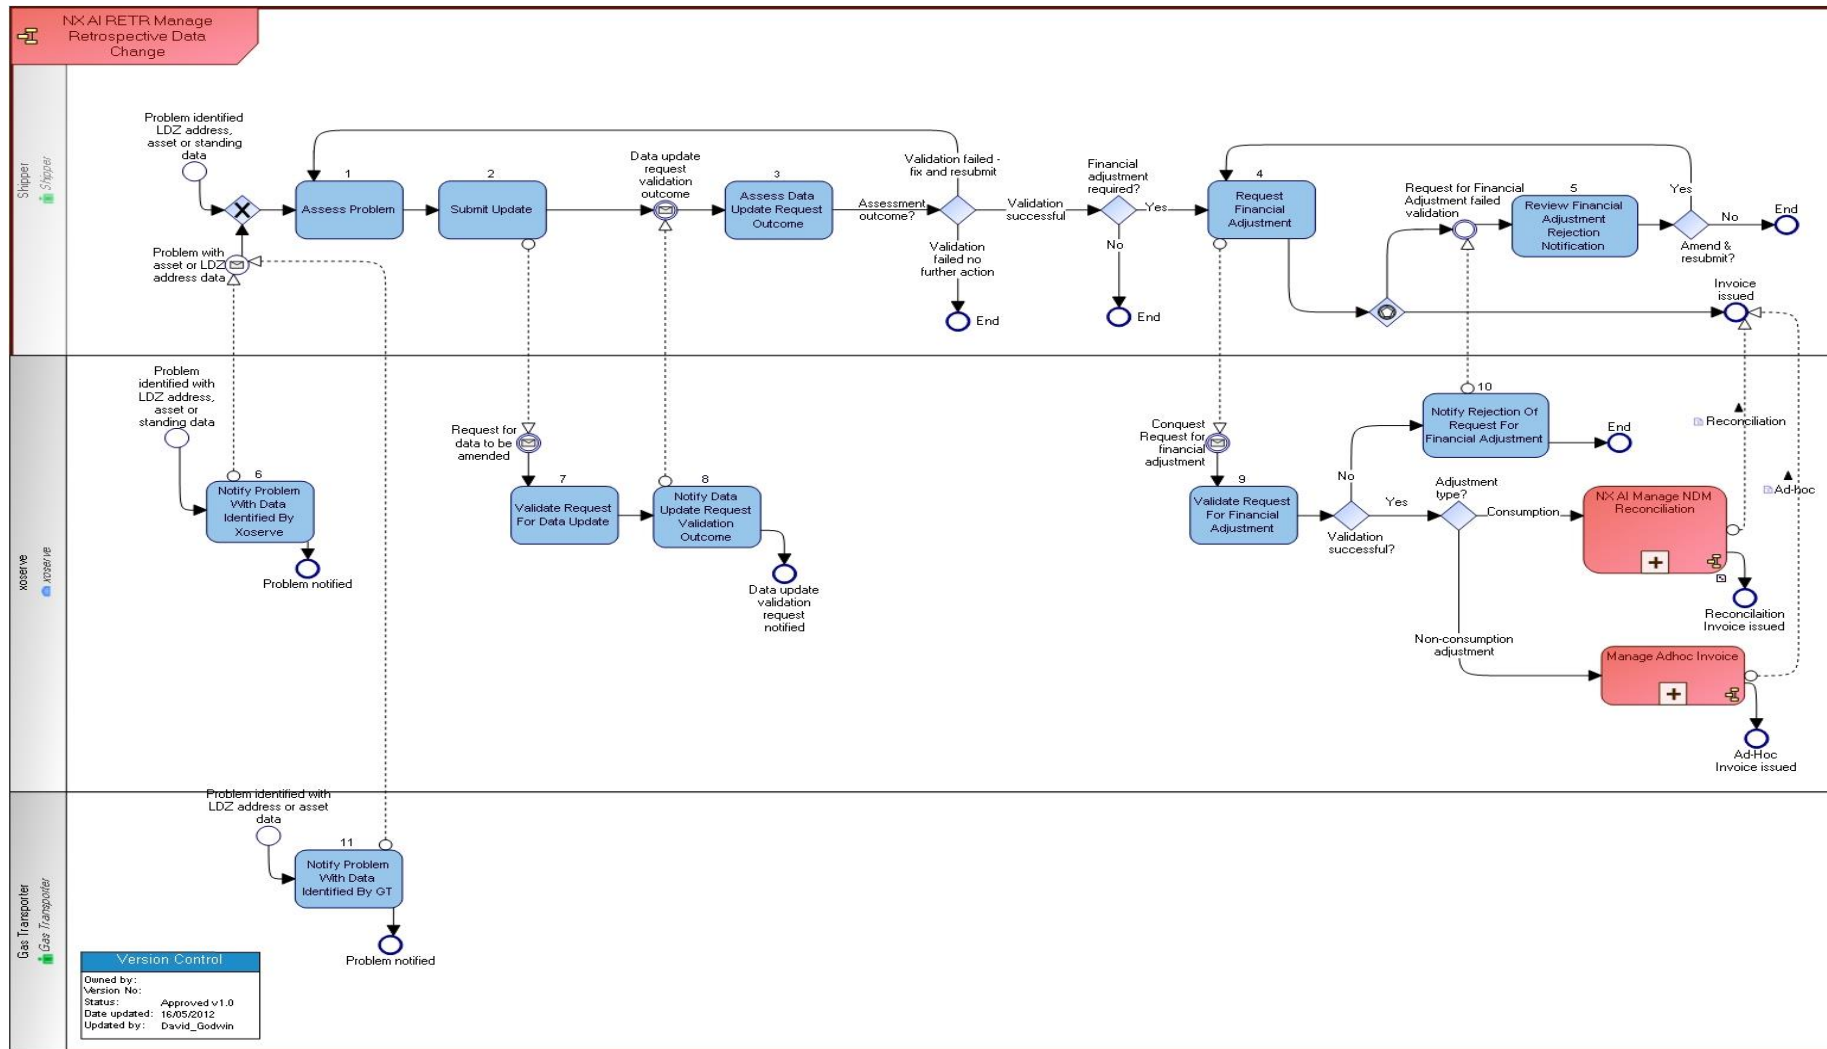 NX AI RETR Manage
Retrospective Data
Change
Shipper
Shipper
Problem identified
LDZ address,
asset or standing
data
Problem with
asset or LDZ
address data
1
Assess Problem
2
Submit Update
Data update
request
validation
outcome
3
Assess Data
Update Request
Outcome
Assessment
outcome?
Validation failed -
fix and resubmit
Validation
successful
Validation
failed no
further action
End
Financial
adjustment
required?
Yes
No
End
4
Request
Financial
Adjustment
Request for Financial
Adjustment failed
validation
5
Review Financial
Adjustment
Rejection
Notification
Yes
No
Amend &
resubmit?
End
Invoice
issued
xoserve
xoserve
Problem
identified with
LDZ address,
asset or
standing data
6
Notify Problem
With Data
Identified By
Xoserve
Problem notified
Request for
data to be
amended
7
Validate Request
For Data Update
8
Notify Data
Update Request
Validation
Outcome
Data update
validation
request
notified
Conquest
Request for
financial
adjustment
9
Validate Request
For Financial
Adjustment
No
Yes
Validation
successful?
10
Notify Rejection Of
Request For
Financial Adjustment
End
Adjustment
type?
Consumption
NX AI Manage NDM
Reconciliation
Reconciliation
Ad-hoc
Reconcilaition
Invoice issued
Non-consumption
adjustment
Manage Adhoc Invoice
Ad-Hoc
Invoice issued
Gas Transporter
Gas Transporter
Problem identified with
LDZ address or asset
data
11
Notify Problem
With Data
Identified By GT
Problem notified
Version Control
Owned by:
Version No:
Status: Approved v1.0
Date updated: 16/05/2012
Updated by: David_Godwin